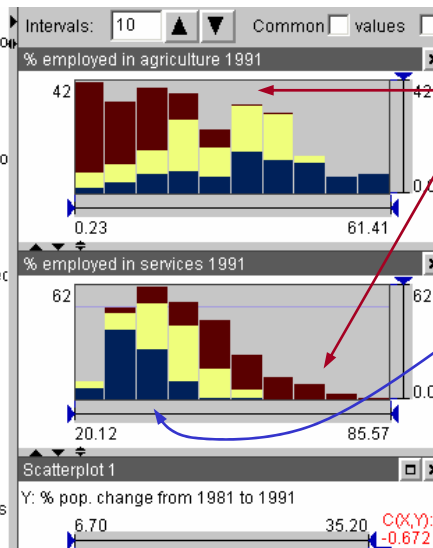 Intervals: 10 Common values
% employed in agriculture 1991
42 42
0.0
0.23 61.41
% employed in services 1991
62 62
0.0
20.12 85.57
Scatterplot 1
Y: % pop. change from 1981 to 1991
6.70 35.20 C(X,Y):
-0.672